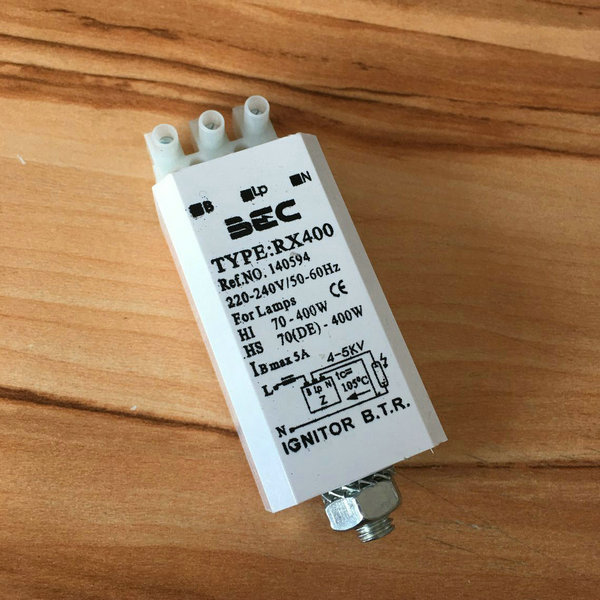 B Lp N
BEC
TYPE:RX400
Ref.NO. 140594
220-240V/50-60Hz
For Lamps CE
HI 70-400W
HS 70(DE)-400W
IB max 5A
4-5KV
L
B Lp N tc=
Z 105°C
N
IGNITOR B.T.R.